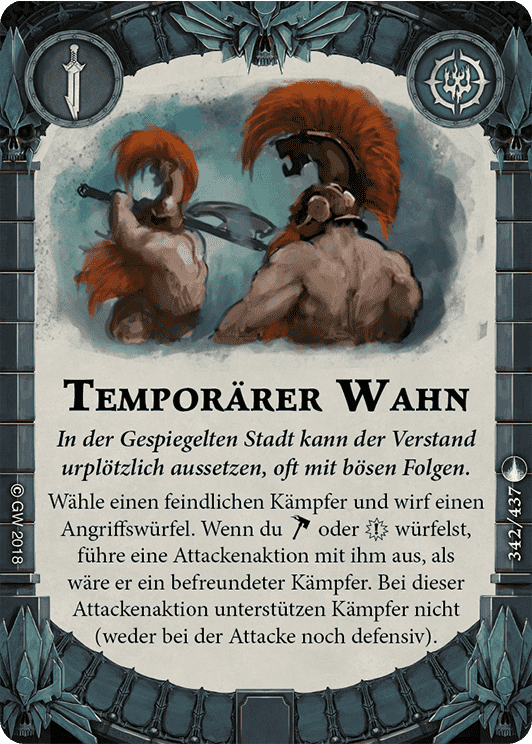 TEMPORÄRER WAHN
In der Gespiegelten Stadt kann der Verstand
urplötzlich aussetzen, oft mit bösen Folgen.
Wähle einen feindlichen Kämpfer und wirf einen
Angriffswürfel. Wenn du oder würfelst,
führe eine Attackenaktion mit ihm aus, als
wäre er ein befreundeter Kämpfer. Bei dieser
Attackenaktion unterstützen Kämpfer nicht
(weder bei der Attacke noch defensiv).
© GW 2018
342/437